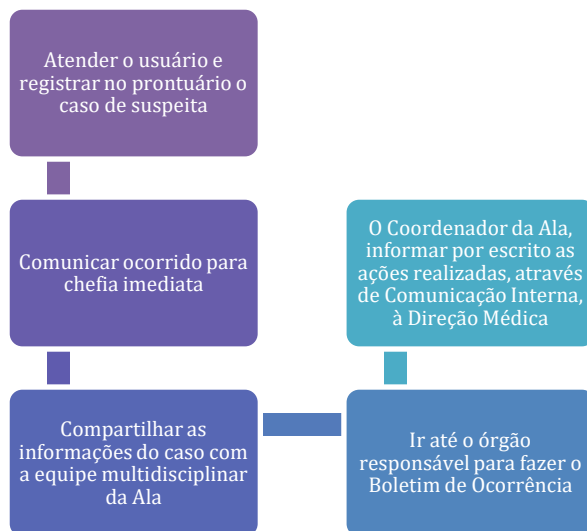 Atender o usuário e
registrar no prontuário o
caso de suspeita
Comunicar ocorrido para
chefia imediata
Compartilhar as
informações do caso com
a equipe multidisciplinar
da Ala
Ir até o órgão
responsável para fazer o
Boletim de Ocorrência
O Coordenador da Ala,
informar por escrito as
ações realizadas, através
de Comunicação Interna,
à Direção Médica